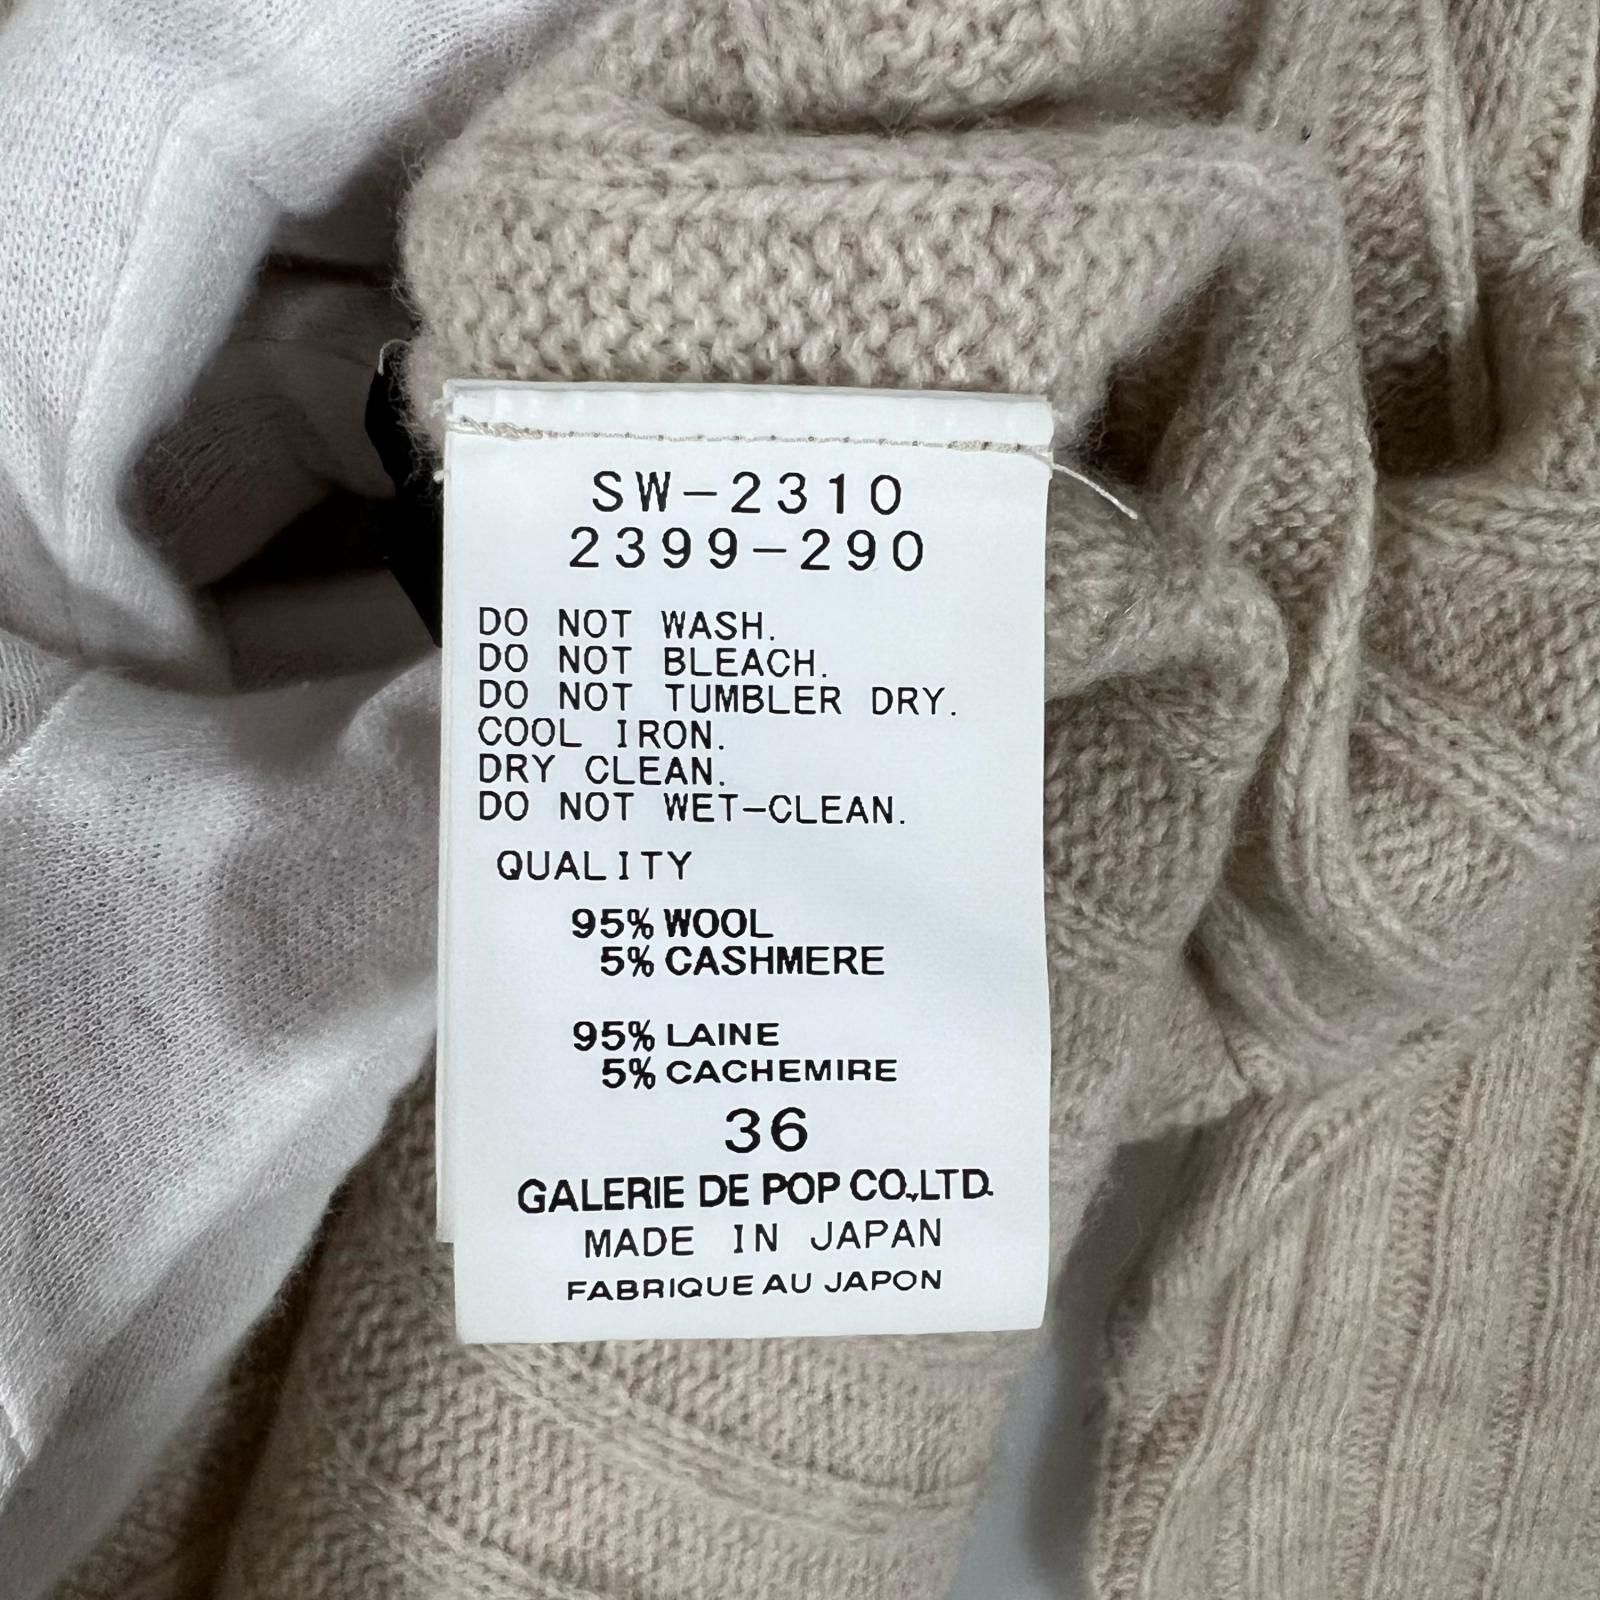 SW-2310
2399-290
DO NOT WASH.
DO NOT BLEACH.
DO NOT TUMBLER DRY.
COOL IRON.
DRY CLEAN.
DO NOT WET-CLEAN.
QUALITY
95% WOOL
5% CASHMERE
95% LAINE
5% CACHEMIRE
36
GALERIE DE POP CO.,LTD.
MADE IN JAPAN
FABRIQUE AU JAPON